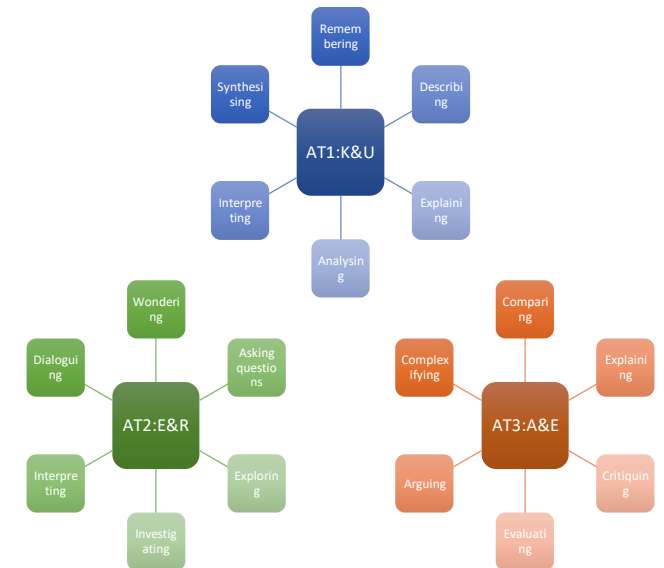 Remem
bering
Synthesi
sing
Describi
ng
AT1:K&U
Interpre
ting
Explaini
ng
Analysin
g
Wonderi
ng
Dialogui
ng
Asking
questio
ns
AT2:E&R
Interpre
ting
Explorin
g
Investig
ating
Compari
ng
Complex
ifying
Explaini
ng
AT3:A&E
Arguing
Critiquin
g
Evaluati
ng